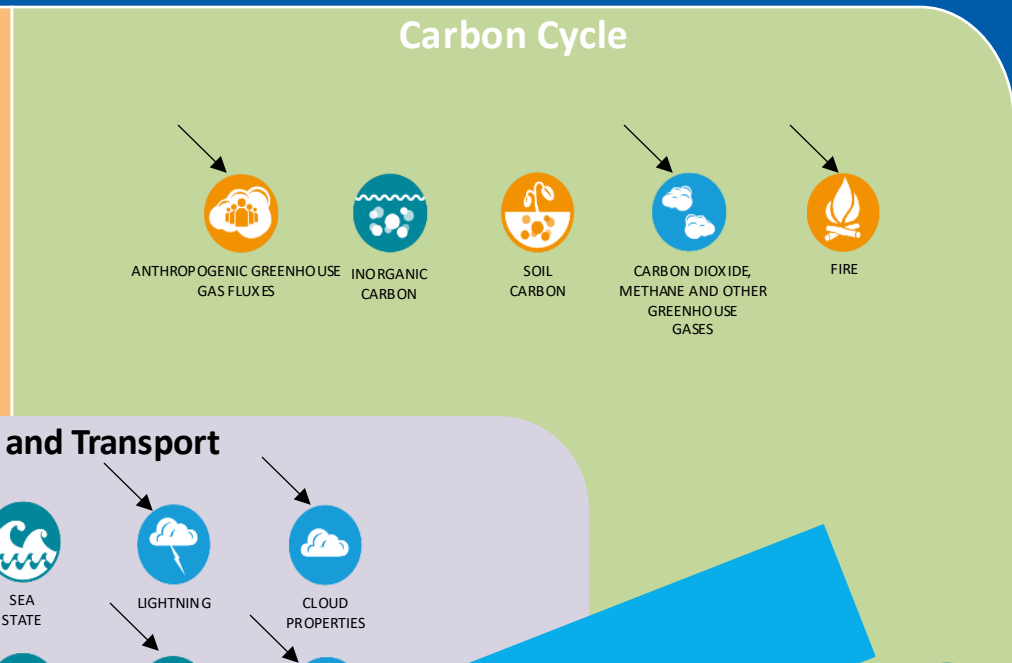 Carbon Cycle
ANTHROPOGENIC GREENHOUSE
GAS FLUXES
INORGANIC
CARBON
SOIL
CARBON
CARBON DIOXIDE,
METHANE AND OTHER
GREENHOUSE
GASES
FIRE
and Transport
SEA
STATE
LIGHTNING
CLOUD
PROPERTIES